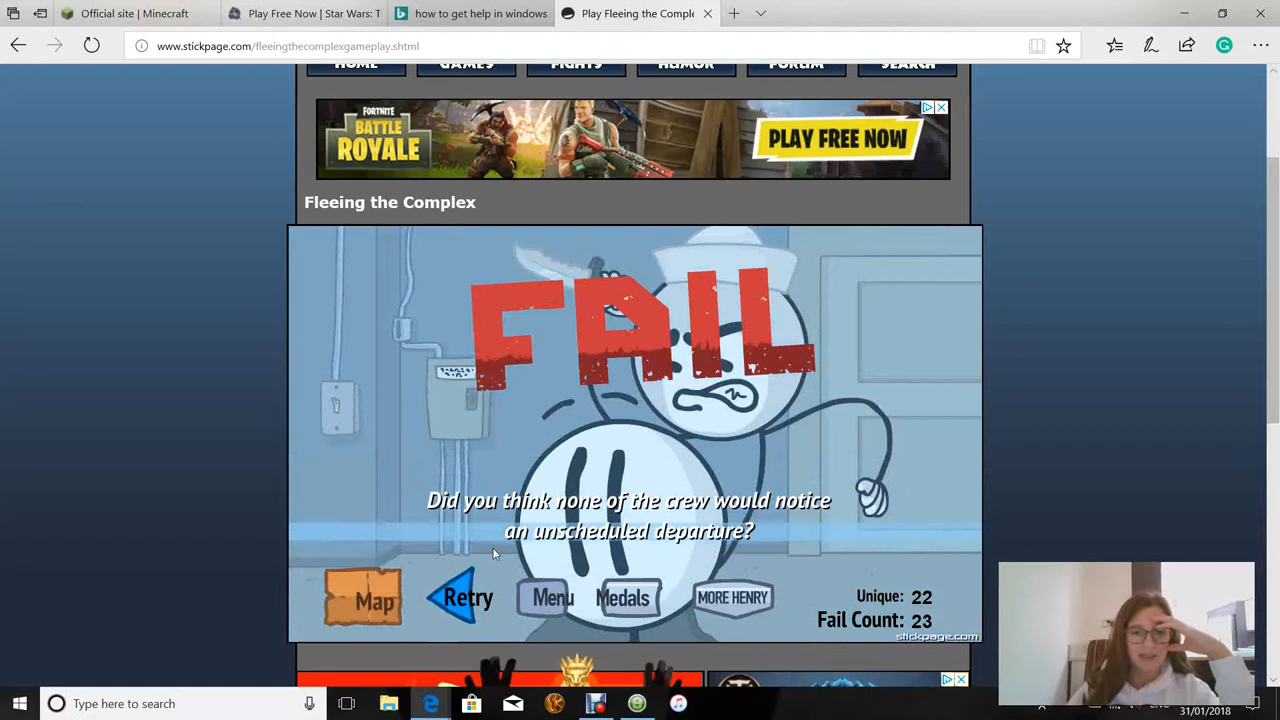 Official site | Minecraft
Play Free Now | Star Wars: T
how to get help in windows
Play Fleeing the Comple
www.stickpage.com/fleeingthecomplexgameplay.shtml
HOME GAMES FIGHTS HUMOR FORUM SEARCH
FORTNITE
BATTLE
ROYALE
PLAY FREE NOW
Fleeing the Complex
FAIL
Did you think none of the crew would notice
an unscheduled departure?
Map
Retry
Menu
Medals
MORE HENRY
Unique: 22
Fail Count: 23
stickpage.com
Type here to search
31/01/2018